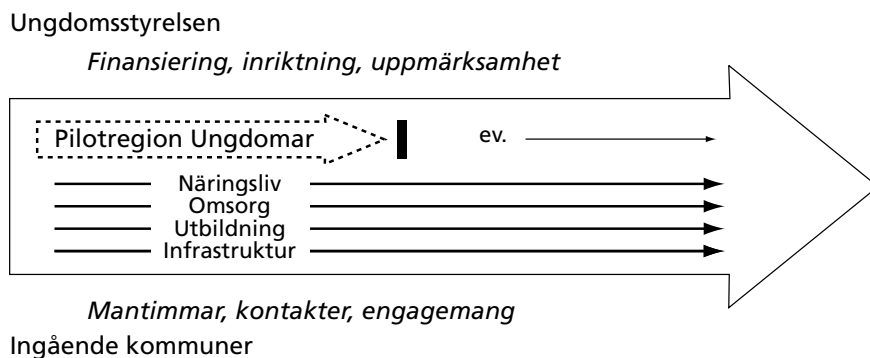 Ungdomsstyrelsen
Finansiering, inriktning, uppmärksamhet
Pilotregion Ungdomar
ev.
Näringsliv
Omsorg
Utbildning
Infrastruktur
Mantimmar, kontakter, engagemang
Ingående kommuner